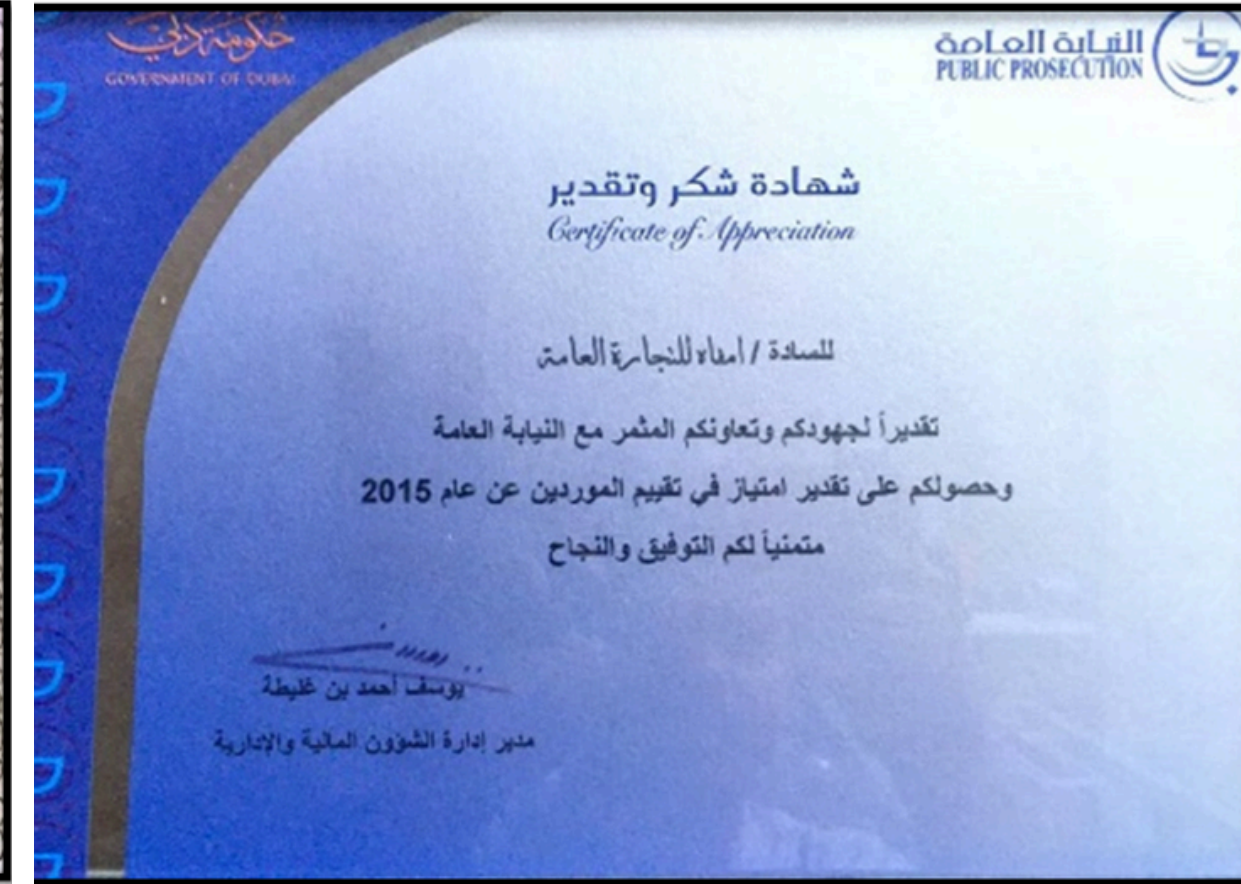 حكومة دبي
GOVERNMENT OF DUBAI
النيابة العامة
PUBLIC PROSECUTION
شهادة شكر وتقدير
Certificate of Appreciation
للسادة / للتجارة العامة
تقديراً لجهودكم وتعاونكم المثمر مع النيابة العامة
وحصولكم على تقدير امتياز في تقييم الموردين عن عام 2015
متمنياً لكم التوفيق والنجاح
يوسف أحمد بن غليطة
مدير إدارة الشؤون المالية والإدارية